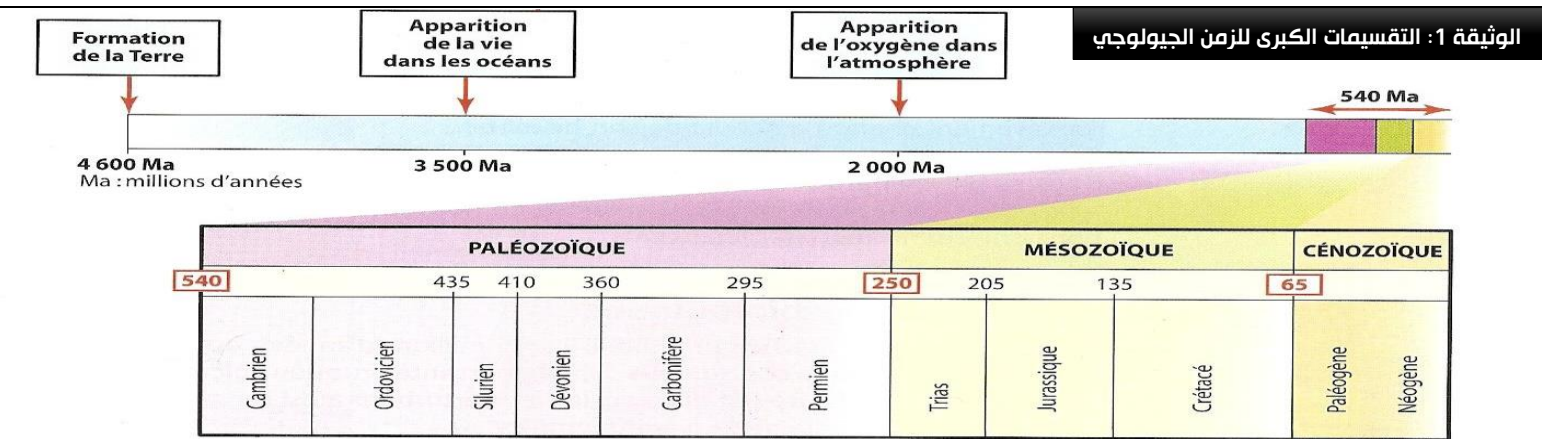 الوثيقة 1: التقسيمات الكبرى للزمن الجيولوجي
Formation
de la Terre
Apparition
de la vie
dans les océans
Apparition
de l'oxygène dans
l'atmosphère
540 Ma
4 600 Ma
3 500 Ma
2 000 Ma
Ma : millions d'années
PALÉOZOÏQUE
MÉSOZOÏQUE
CÉNOZOÏQUE
540
435
410
360
295
250
205
135
65
Cambrien
Ordovicien
Silurien
Dévonien
Carbonifère
Permien
Trias
Jurassique
Crétacé
Paléogène
Néogène